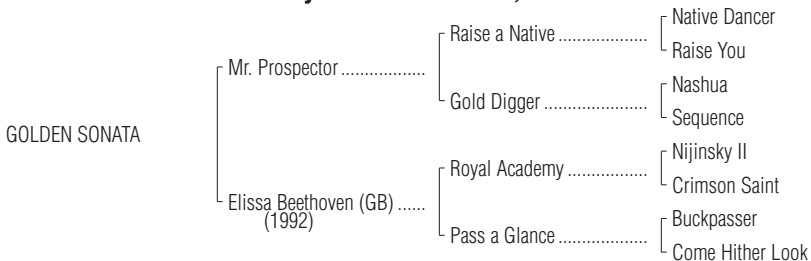 Native Dancer
Raise a Native ...................
Raise You
Mr. Prospector ..................
Nashua
Gold Digger ......................
Sequence
GOLDEN SONATA
Nijinsky II
Royal Academy .................
Crimson Saint
Elissa Beethoven (GB) ......
(1992)
Buckpasser
Pass a Glance ...................
Come Hither Look